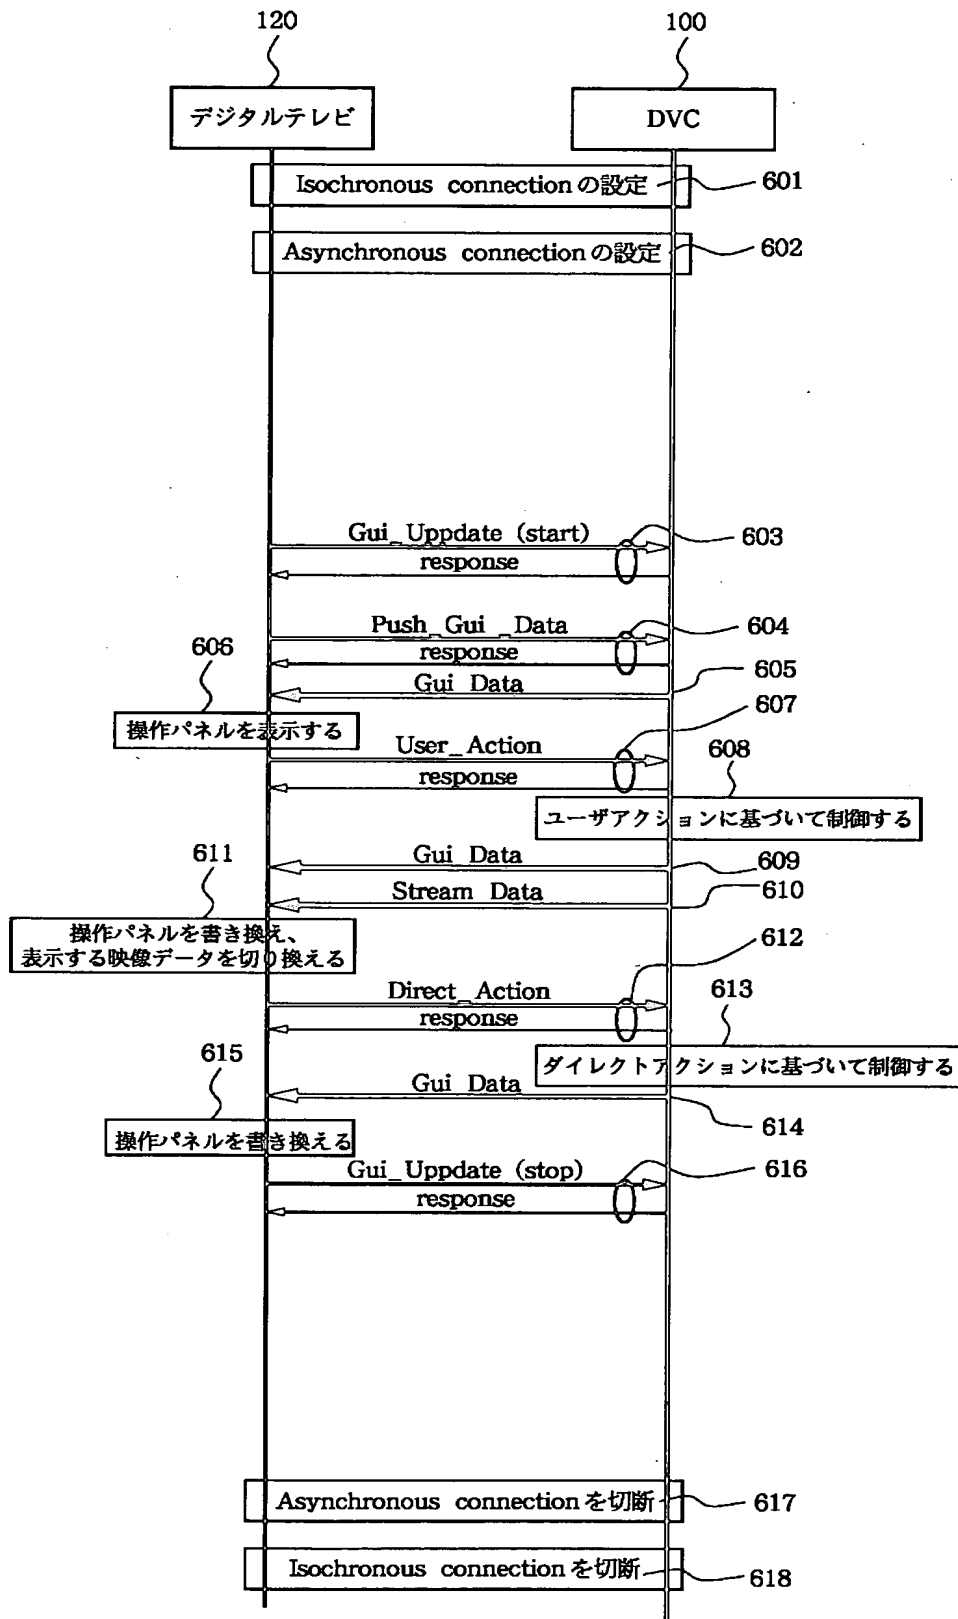 120
100
デジタルテレビ
DVC
Isochronous connectionの設定
601
Asynchronous connectionの設定
602
Gui_Uppdate (start)
603
response
Push_Gui_Data
604
response
606
605
Gui Data
607
操作パネルを表示する
User_Action
608
response
ユーザアクションに基づいて制御する
611
Gui Data
609
Stream Data
610
操作パネルを書き換え、
表示する映像データを切り換える
612
Direct_Action
613
response
615
ダイレクトアクションに基づいて制御する
Gui Data
614
操作パネルを書き換える
Gui_Uppdate (stop)
616
response
Asynchronous connectionを切断
617
Isochronous connectionを切断
618